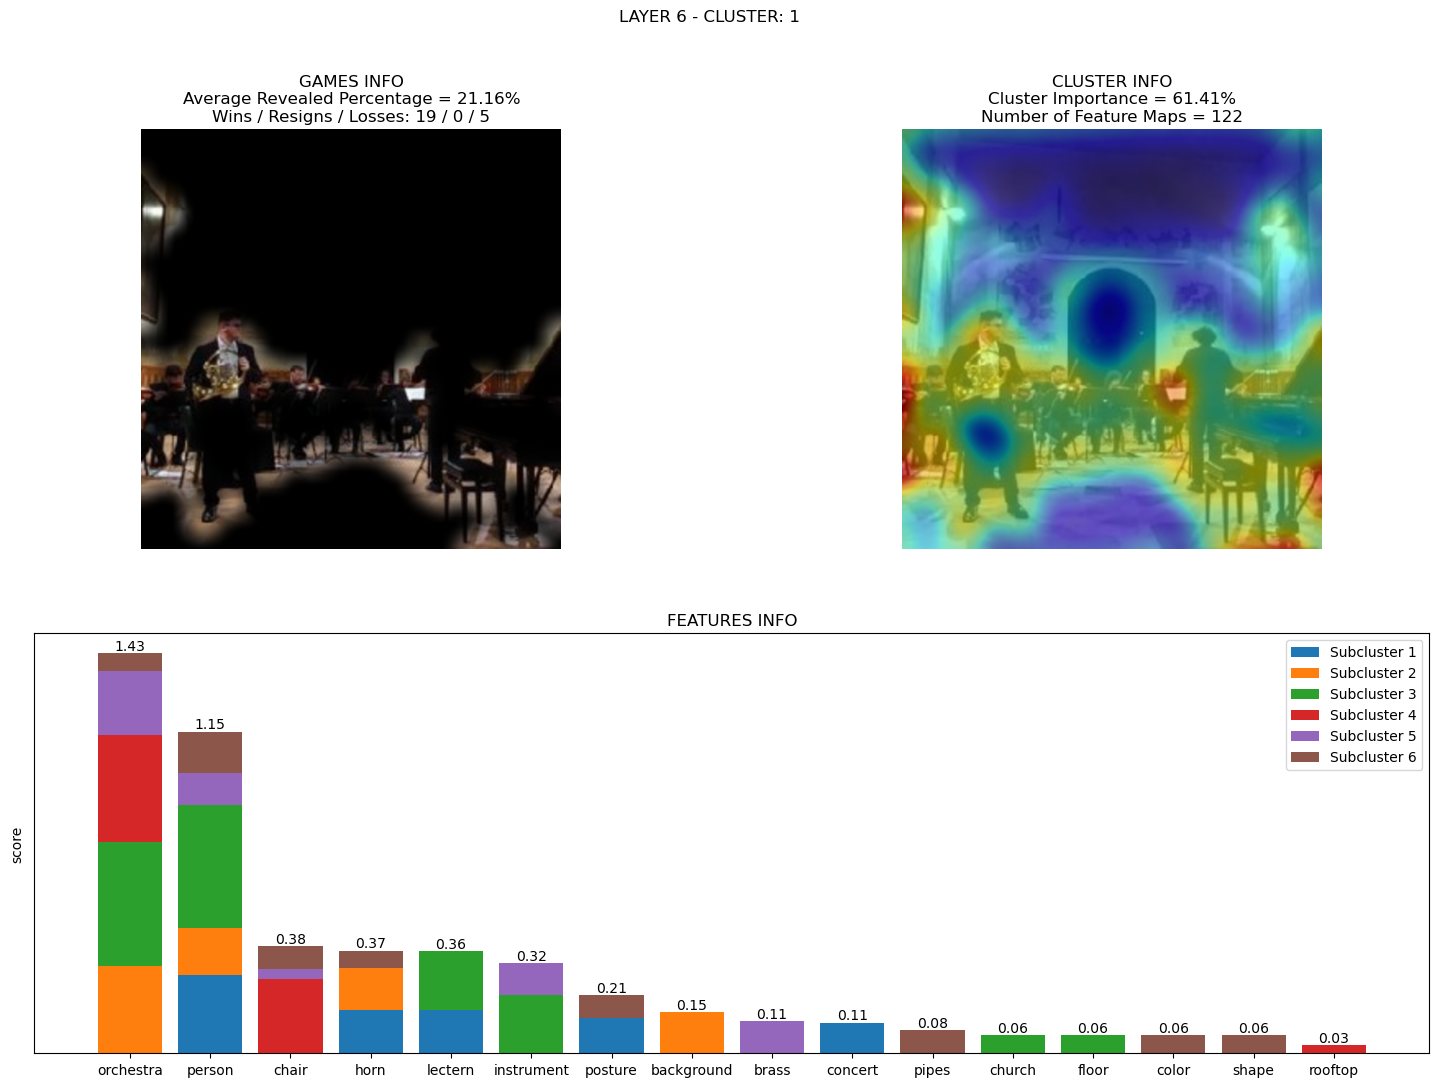 LAYER 6 - CLUSTER: 1
GAMES INFO
Average Revealed Percentage = 21.16%
Wins / Resigns / Losses: 19 / 0 / 5
CLUSTER INFO
Cluster Importance = 61.41%
Number of Feature Maps = 122
FEATURES INFO
score
1.43
1.15
0.38
0.37
0.36
0.32
0.21
0.15
0.11
0.11
0.08
0.06
0.06
0.06
0.06
0.03
Subcluster 1
Subcluster 2
Subcluster 3
Subcluster 4
Subcluster 5
Subcluster 6
orchestra person chair horn lectern instrument posture background brass concert pipes church floor color shape rooftop